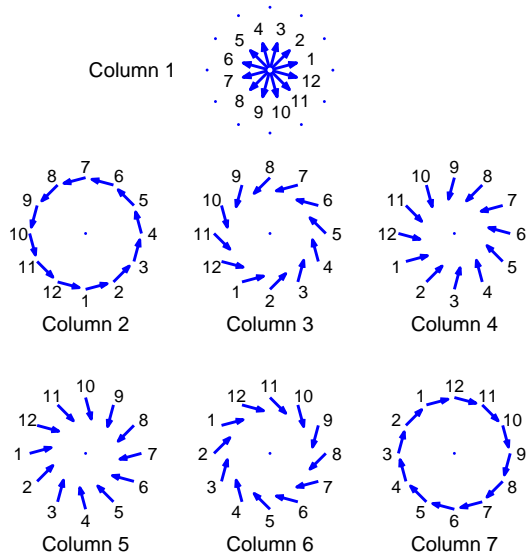 4 3
5 2
6 1
Column 1
7 12
8 11
9 10
7 8 9
8 6 9 7 10 8
9 5 10 6 11 7
10 4 11 5 12 6
11 3 12 4 1 5
12 2 1 3 2 4
1 2 3
Column 2 Column 3 Column 4
10 11 12
11 9 12 10 1 11
12 8 1 9 2 10
1 7 2 8 3 9
2 6 3 7 4 8
3 5 4 6 5 7
4 5 6
Column 5 Column 6 Column 7